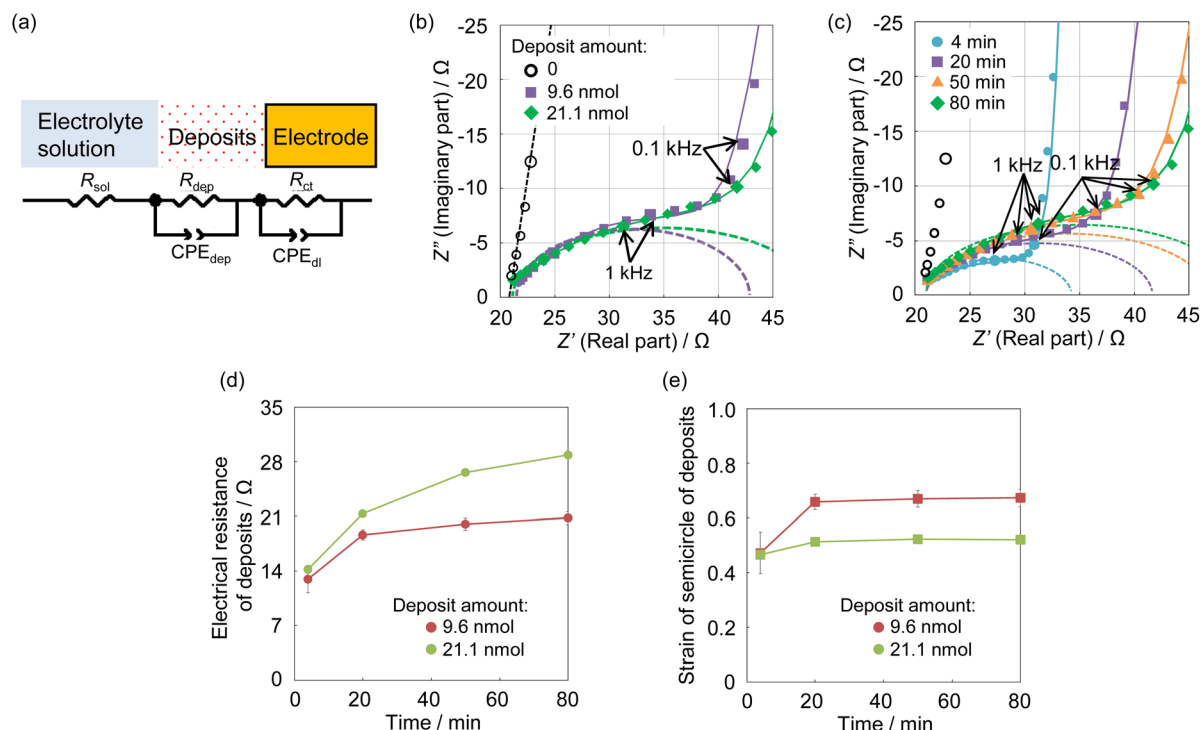 (a)
Electrolyte
solution
Deposits
Electrode
Rsol
Rdep
Rct
CPEdep
CPEdl
(b)
Deposit amount:
0
9.6 nmol
21.1 nmol
0.1 kHz
1 kHz
Z″ (Imaginary part) / Ω
-25
-20
-15
-10
-5
0
20 25 30 35 40 45
Z′ (Real part) / Ω
(c)
4 min
20 min
50 min
80 min
1 kHz
0.1 kHz
Z″ (Imaginary part) / Ω
-25
-20
-15
-10
-5
0
20 25 30 35 40 45
Z′ (Real part) / Ω
(d)
Electrical resistance
of deposits / Ω
35
28
21
14
7
0
0 20 40 60 80
Time / min
Deposit amount:
9.6 nmol
21.1 nmol
(e)
Strain of semicircle of deposits
1.0
0.8
0.6
0.4
0.2
0
0 20 40 60 80
Time / min
Deposit amount:
9.6 nmol
21.1 nmol